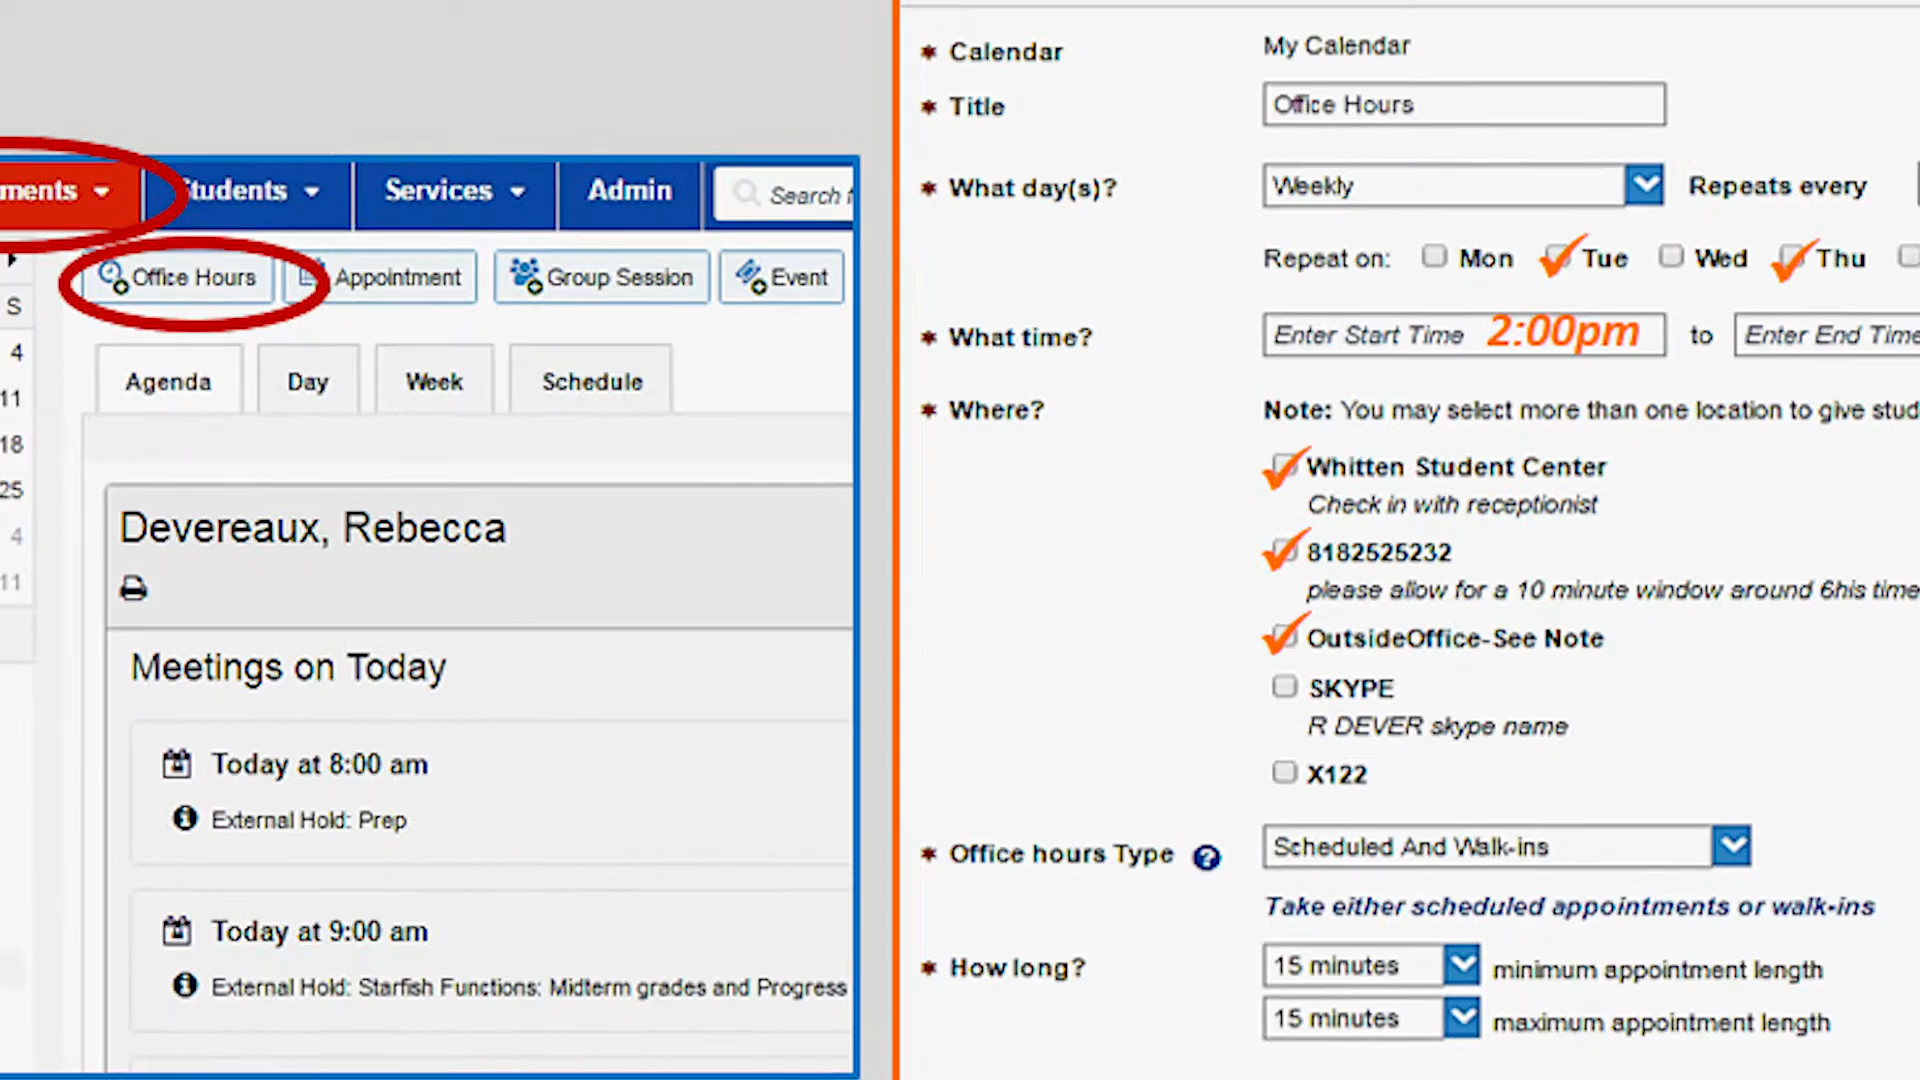 ments
Students
Services
Admin
Search f
Office Hours
Appointment
Group Session
Event
S
4
11
18
25
4
11
Agenda
Day
Week
Schedule
Devereaux, Rebecca
Meetings on Today
Today at 8:00 am
External Hold: Prep
Today at 9:00 am
External Hold: Starfish Functions: Midterm grades and Progress
* Calendar My Calendar
* Title Office Hours
* What day(s)? Weekly Repeats every
Repeat on: Mon Tue Wed Thu
* What time? Enter Start Time 2:00pm to Enter End Time
* Where? Note: You may select more than one location to give stud
Whitten Student Center
Check in with receptionist
8182525232
please allow for a 10 minute window around 6his time
OutsideOffice-See Note
SKYPE
R DEVER skype name
X122
* Office hours Type ? Scheduled And Walk-ins
Take either scheduled appointments or walk-ins
* How long? 15 minutes minimum appointment length
15 minutes maximum appointment length